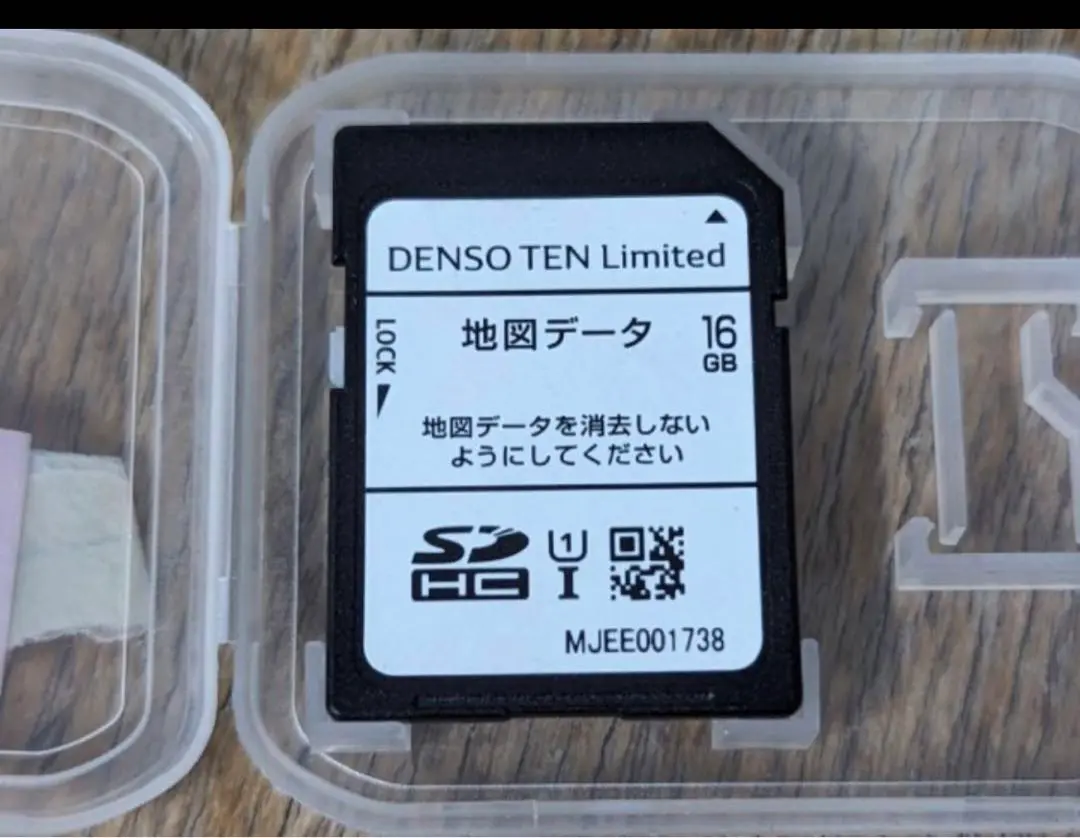 DENSO TEN Limited
LOCK
地図データ
16
GB
地図データを消去しない
ようにしてください
SD
HC
1
I
MJEE001738